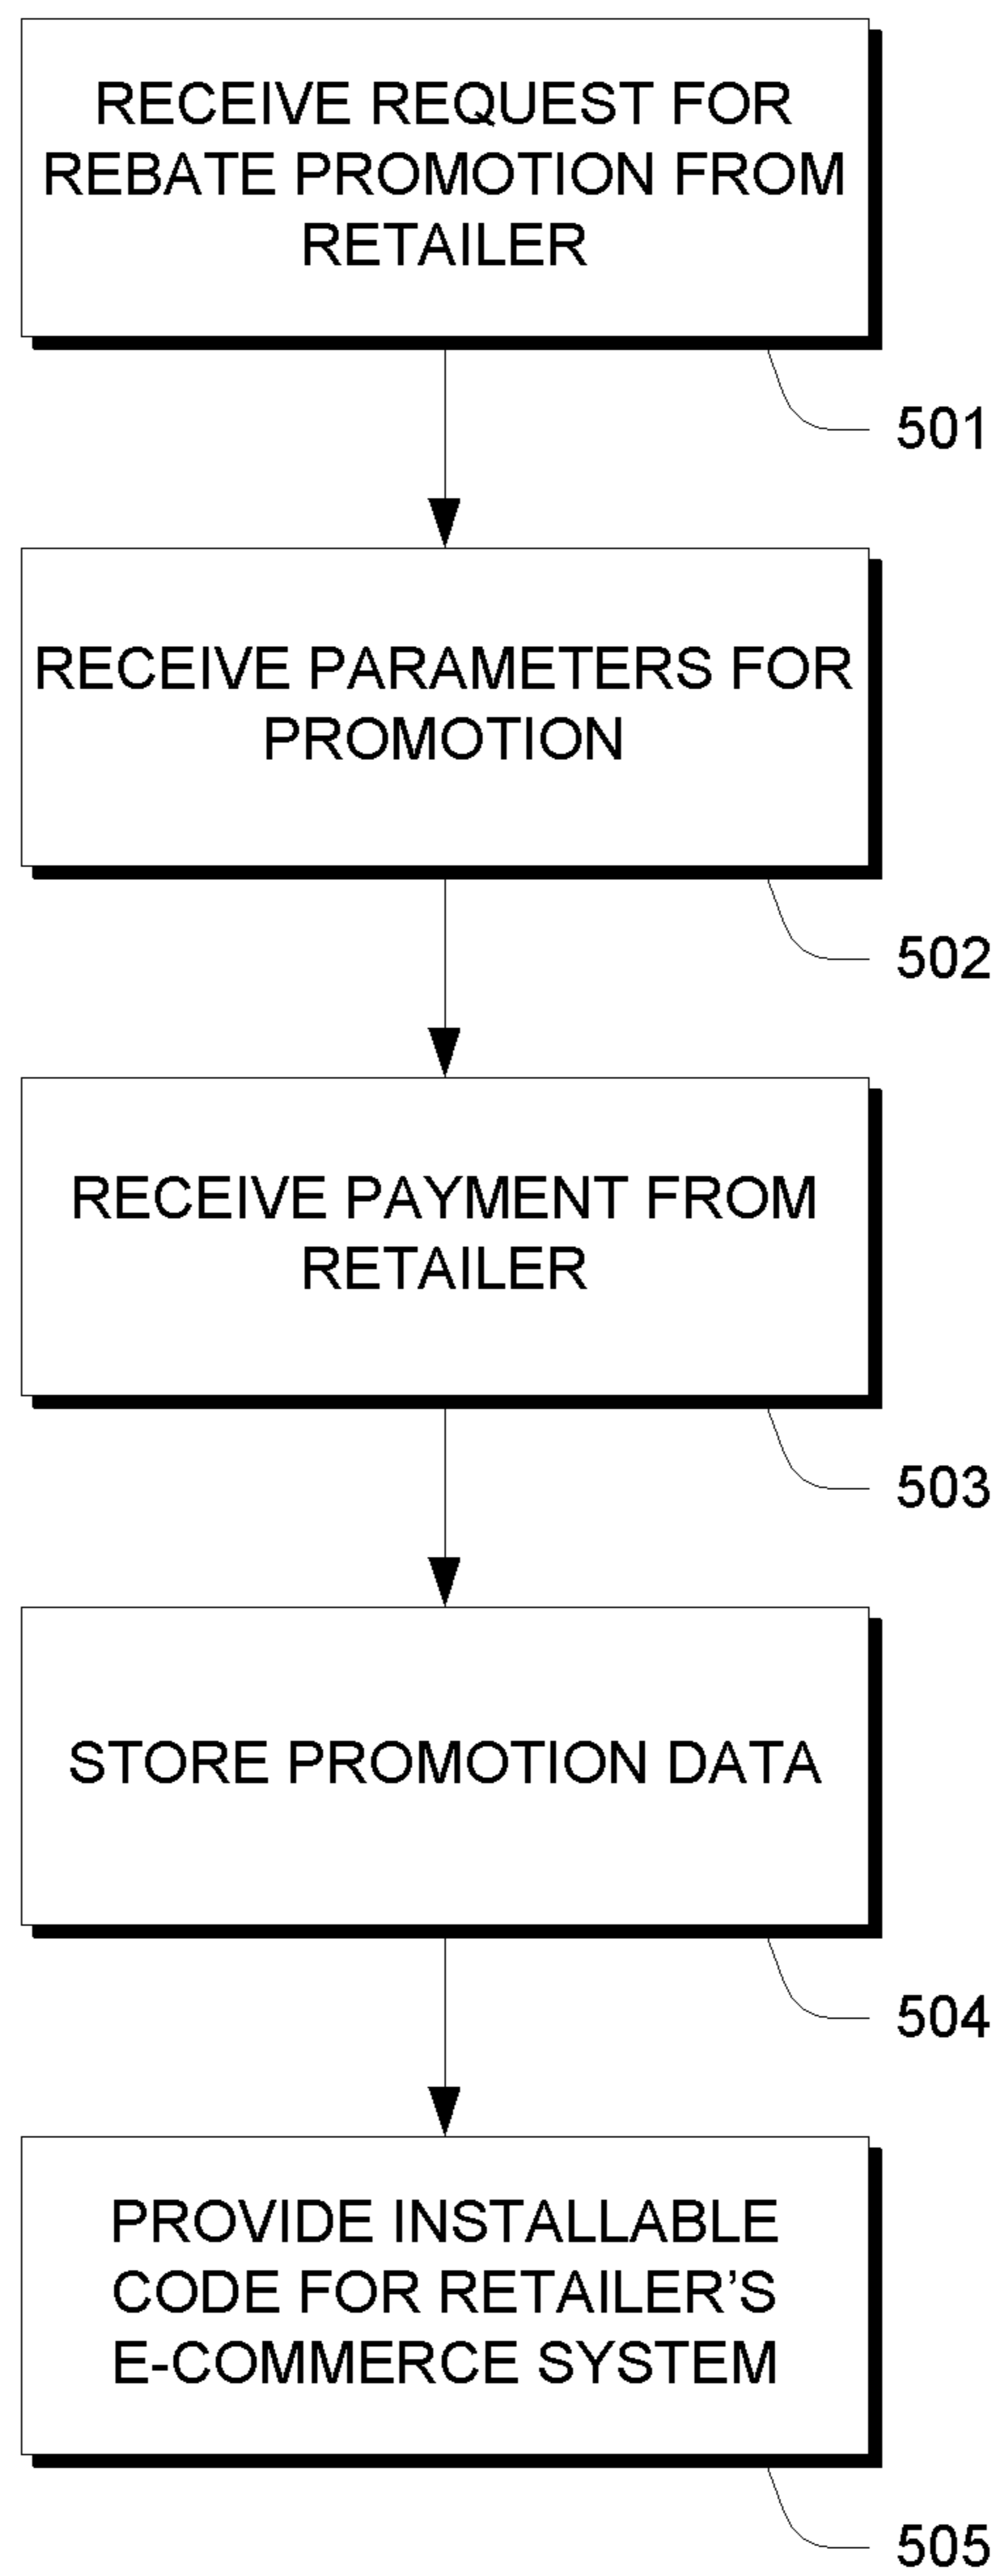 RECEIVE REQUEST FOR
REBATE PROMOTION FROM
RETAILER
501
RECEIVE PARAMETERS FOR
PROMOTION
502
RECEIVE PAYMENT FROM
RETAILER
503
STORE PROMOTION DATA
504
PROVIDE INSTALLABLE
CODE FOR RETAILER’S
E-COMMERCE SYSTEM
505